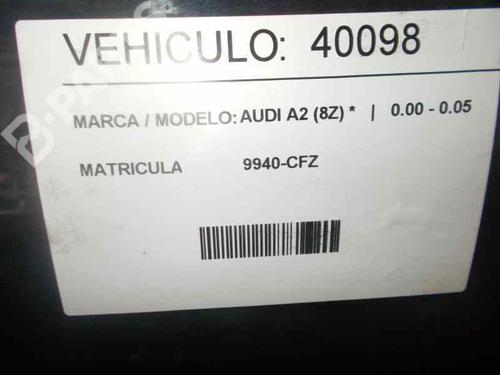 VEHICULO: 40098
MARCA / MODELO: AUDI A2 (8Z) * | 0.00 - 0.05
MATRICULA 9940-CFZ